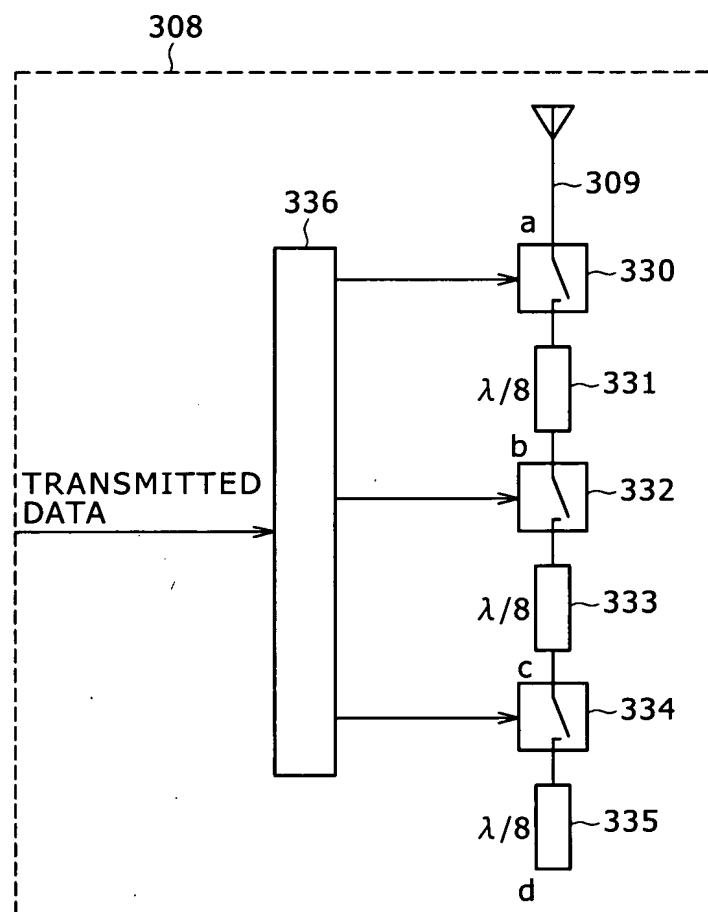 308
309
336
a
330
λ/8
331
b
TRANSMITTED
DATA
332
λ/8
333
c
334
λ/8
335
d